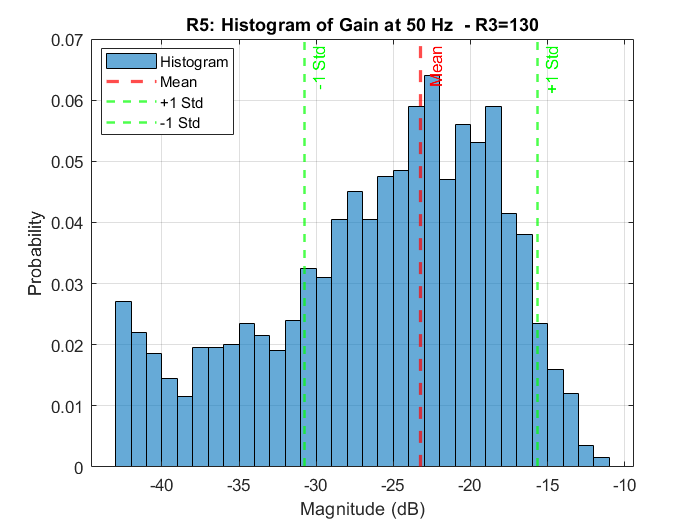 R5: Histogram of Gain at 50 Hz - R3=130
0.07
0.06
0.05
0.04
0.03
0.02
0.01
0
Probability
Histogram
Mean
+1 Std
-1 Std
-1 Std
Mean
+1 Std
-40
-35
-30
-25
-20
-15
-10
Magnitude (dB)